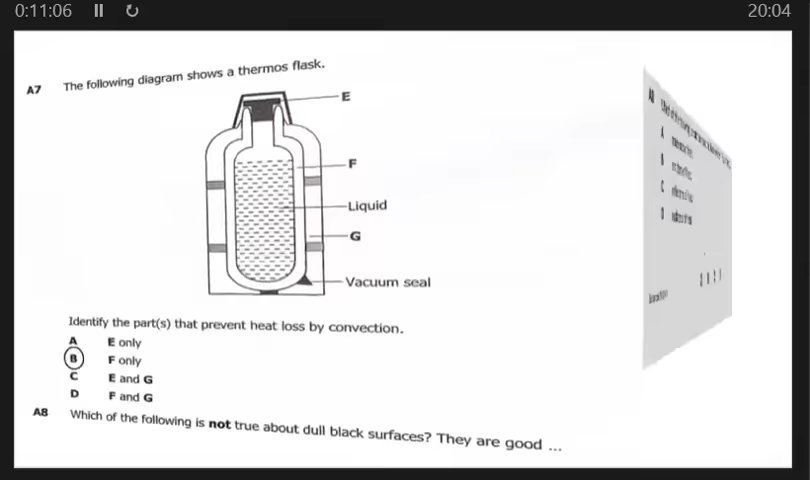 0:11:06
20:04
A7 The following diagram shows a thermos flask.
E
F
Liquid
G
Vacuum seal
Identify the part(s) that prevent heat loss by convection.
A E only
B F only
C E and G
D F and G
A8 Which of the following is not true about dull black surfaces? They are good ...
A8
A
B
C
D